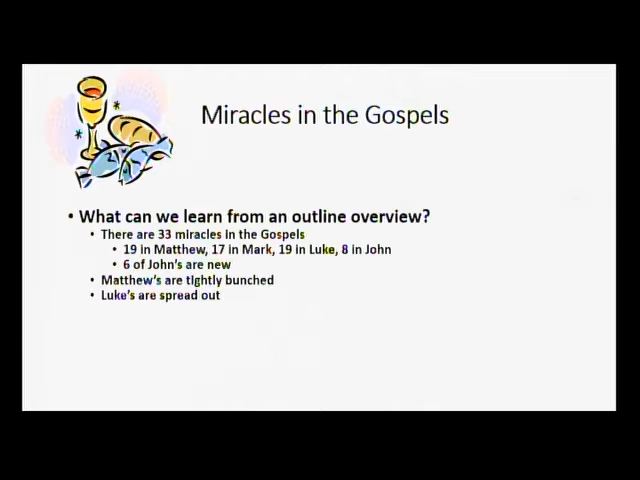 Miracles in the Gospels
• What can we learn from an outline overview?
• There are 33 miracles in the Gospels
• 19 in Matthew, 17 in Mark, 19 in Luke, 8 in John
• 6 of John's are new
• Matthew's are tightly bunched
• Luke's are spread out